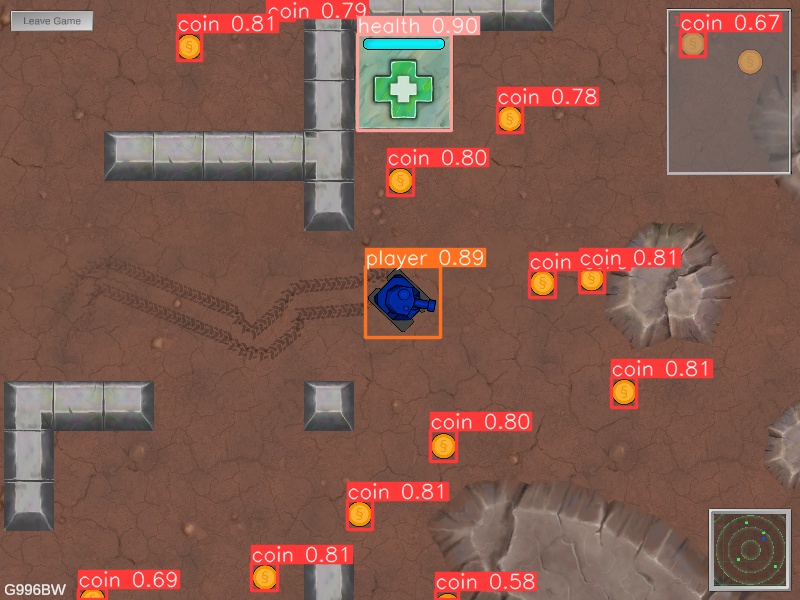 coin 0.79
Leave Game
coin 0.81
health 0.90
coin 0.67
coin 0.78
coin 0.80
player 0.89
coin
coin 0.81
coin 0.81
coin 0.80
coin 0.81
coin 0.81
coin 0.69
coin 0.58
G996BW